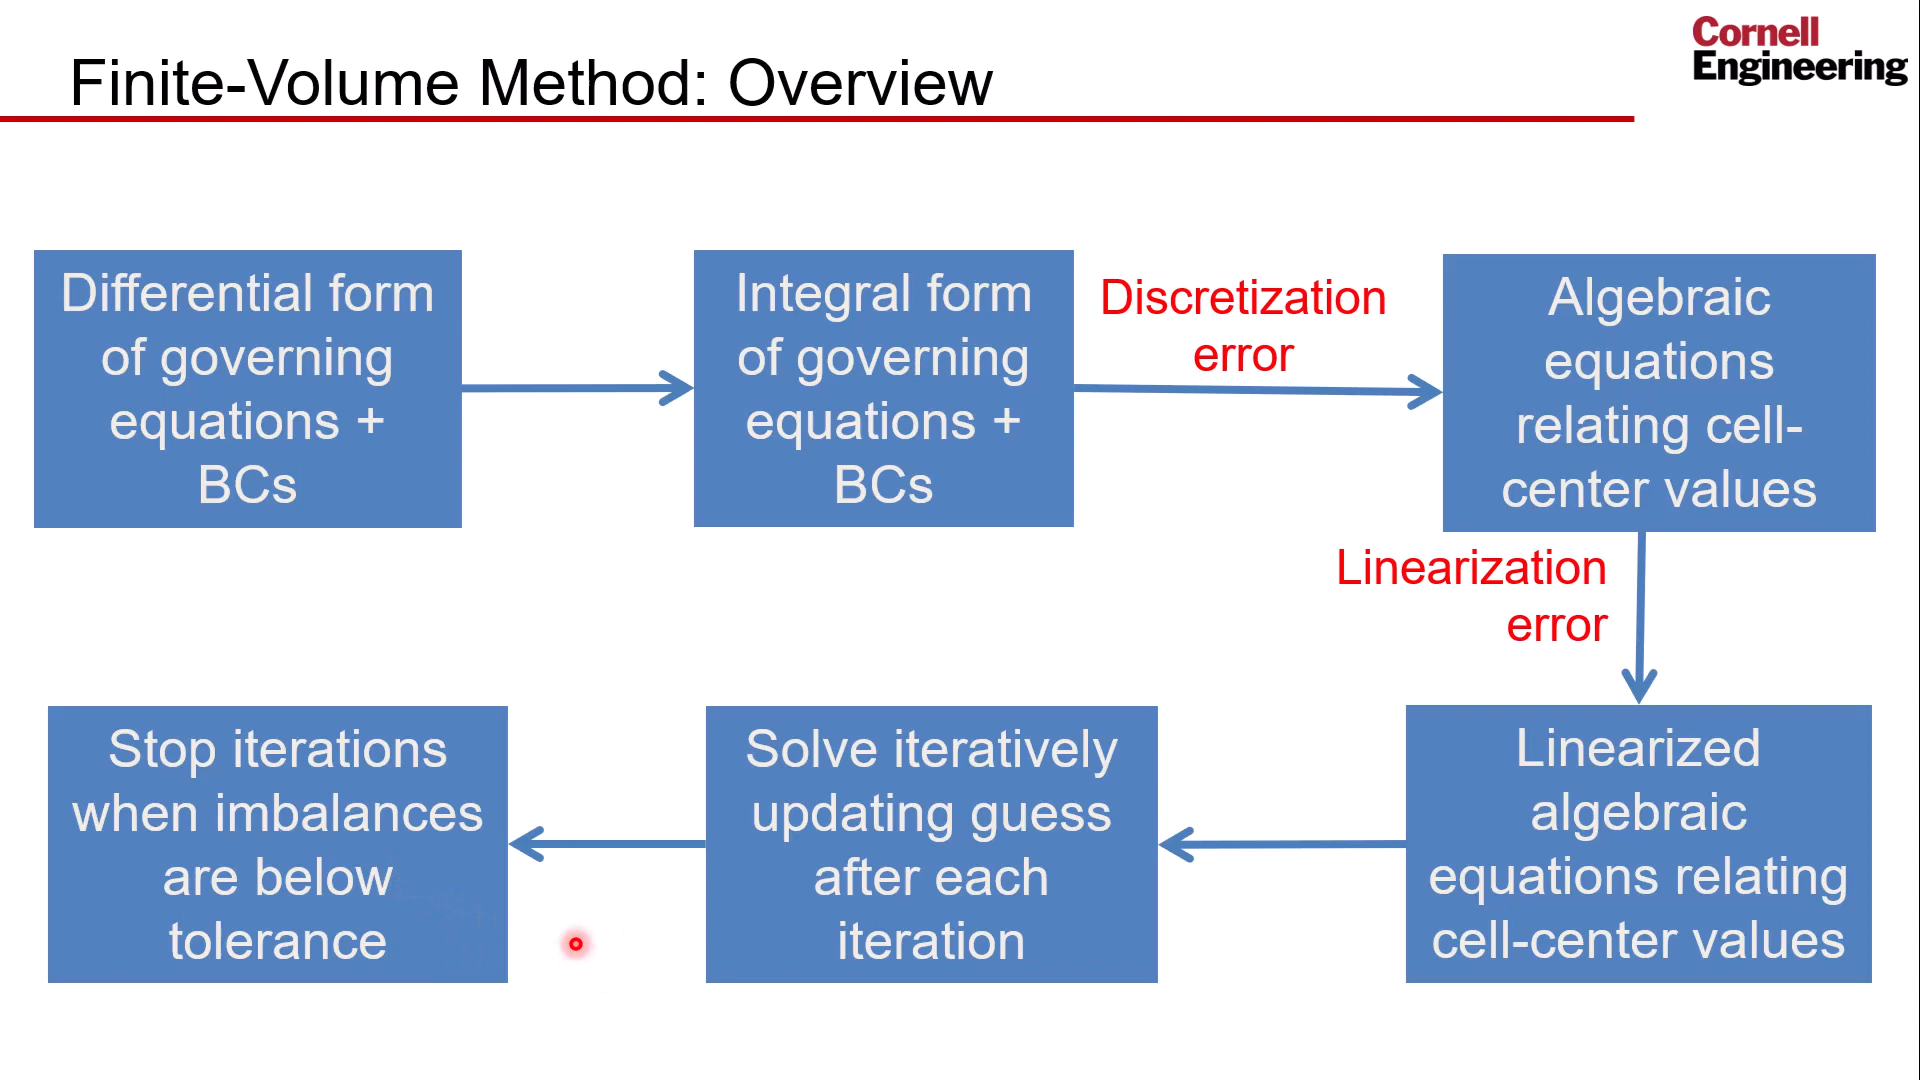 Cornell
Engineering
Finite-Volume Method: Overview
Differential form
of governing
equations +
BCs
Integral form
of governing
equations +
BCs
Discretization
error
Algebraic
equations
relating cell-
center values
Linearization
error
Linearized
algebraic
equations relating
cell-center values
Solve iteratively
updating guess
after each
iteration
Stop iterations
when imbalances
are below
tolerance